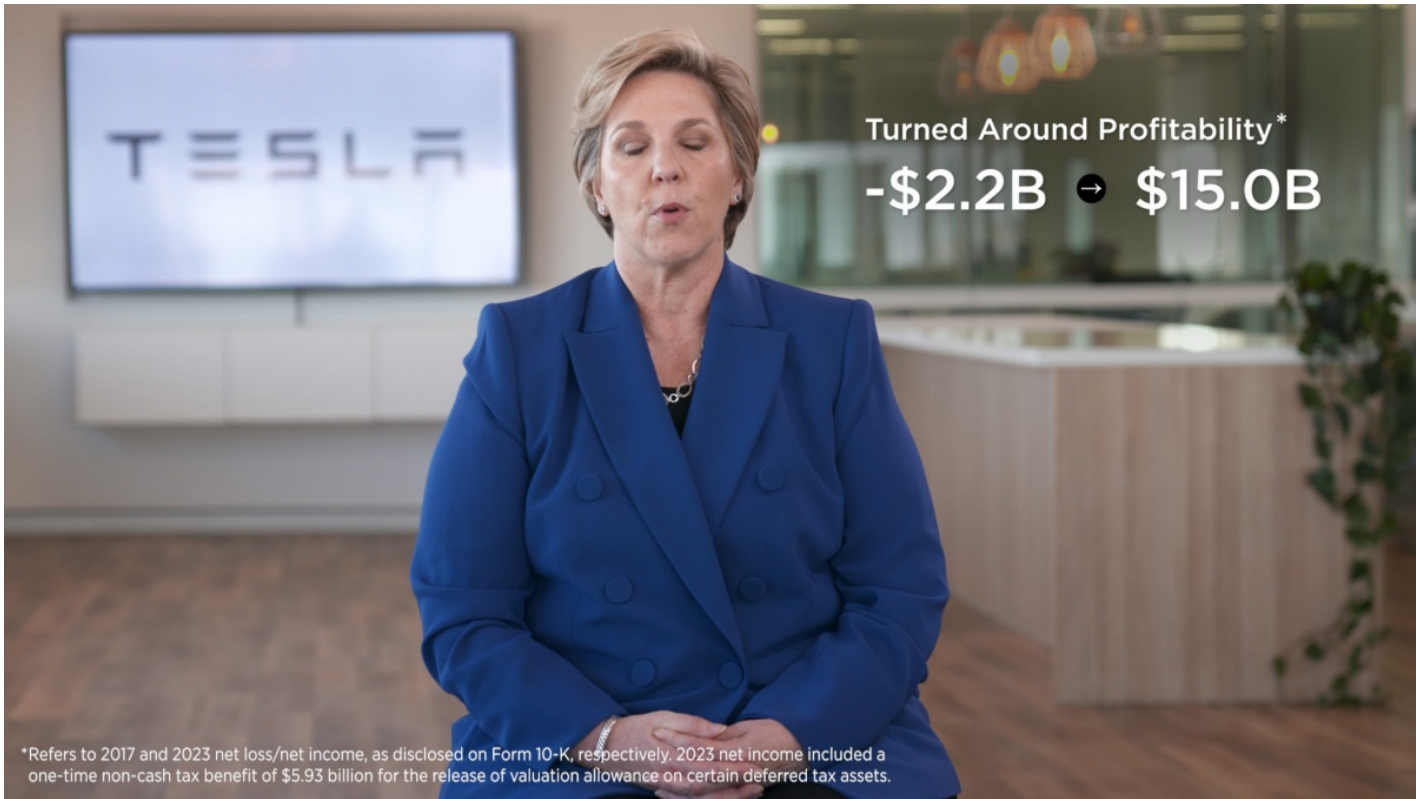 TESLA
Turned Around Profitability*
-$2.2B → $15.0B
*Refers to 2017 and 2023 net loss/net income, as disclosed on Form 10-K, respectively. 2023 net income included a
one-time non-cash tax benefit of $5.93 billion for the release of valuation allowance on certain deferred tax assets.